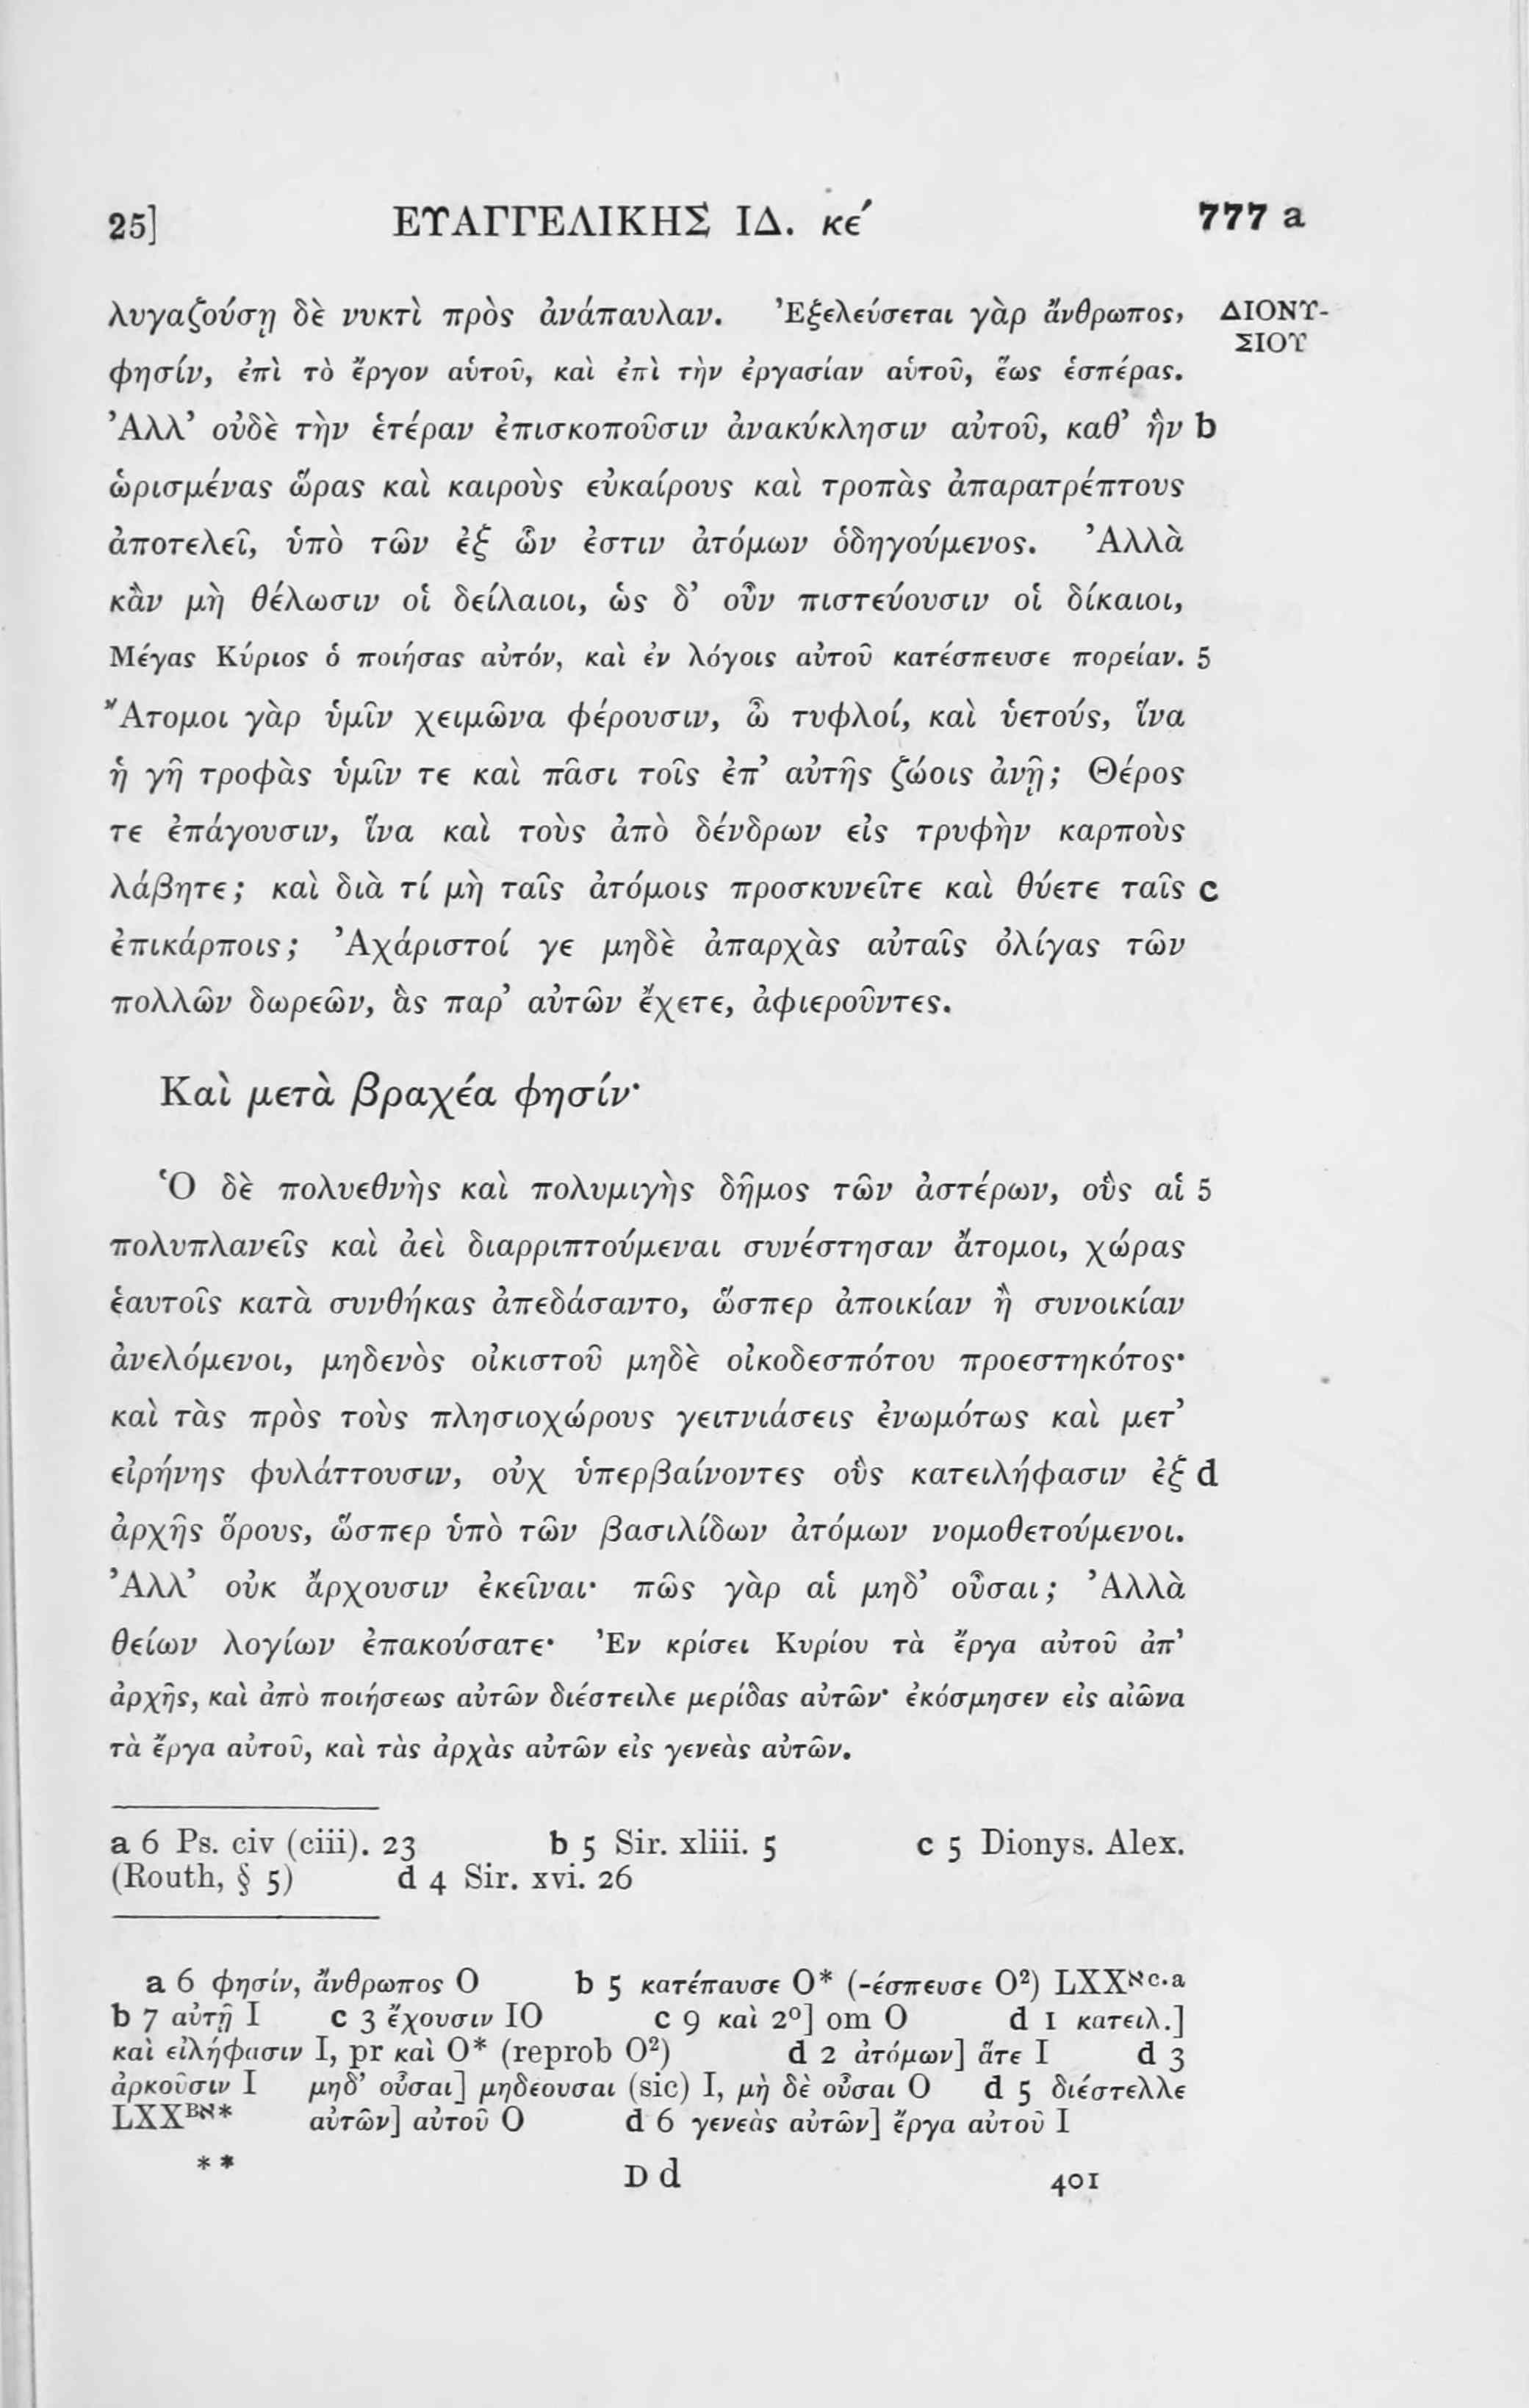 25] ΕΥΑΓΓΕΛΙΚΗΣ ΙΔ. κε´ 777 a
λυγαζούσῃ δὲ νυκτὶ πρὸς ἀνάπαυλαν. Ἐξελεύσεται γὰρ ἄνθρωπος, ΔΙΟΝΥ-
ΣΙΟΥ
φησίν, ἐπὶ τὸ ἔργον αὑτοῦ, καὶ ἐπὶ τὴν ἐργασίαν αὑτοῦ, ἕως ἑσπέρας.
Ἀλλ’ οὐδὲ τὴν ἑτέραν ἐπισκοποῦσιν ἀνακύκλησιν αὐτοῦ, καθ’ ἣν b
ὡρισμένας ὥρας καὶ καιροὺς εὐκαίρους καὶ τροπὰς ἀπαρατρέπτους
ἀποτελεῖ, ὑπὸ τῶν ἐξ ὧν ἐστιν ἀτόμων ὁδηγούμενος. Ἀλλὰ
κἂν μὴ θέλωσιν οἱ δείλαιοι, ὡς δ’ οὖν πιστεύουσιν οἱ δίκαιοι,
Μέγας Κύριος ὁ ποιήσας αὐτόν, καὶ ἐν λόγοις αὐτοῦ κατέσπευσε πορείαν. 5
Ἄτομοι γὰρ ὑμῖν χειμῶνα φέρουσιν, ὦ τυφλοί, καὶ ὑετούς, ἵνα
ἡ γῆ τροφὰς ὑμῖν τε καὶ πᾶσι τοῖς ἐπ’ αὐτῆς ζώοις ἀνῇ; Θέρος
τε ἐπάγουσιν, ἵνα καὶ τοὺς ἀπὸ δένδρων εἰς τρυφὴν καρποὺς
λάβητε; καὶ διὰ τί μὴ ταῖς ἀτόμοις προσκυνεῖτε καὶ θύετε ταῖς c
ἐπικάρποις; Ἀχάριστοί γε μηδὲ ἀπαρχὰς αὐταῖς ὀλίγας τῶν
πολλῶν δωρεῶν, ἃς παρ’ αὐτῶν ἔχετε, ἀφιεροῦντες.
Καὶ μετὰ βραχέα φησίν·
Ὁ δὲ πολυεθνὴς καὶ πολυμιγὴς δῆμος τῶν ἀστέρων, οὓς αἱ 5
πολυπλανεῖς καὶ ἀεὶ διαρριπτούμεναι συνέστησαν ἄτομοι, χώρας
ἑαυτοῖς κατὰ συνθήκας ἀπεδάσαντο, ὥσπερ ἀποικίαν ἢ συνοικίαν
ἀνελόμενοι, μηδενὸς οἰκιστοῦ μηδὲ οἰκοδεσπότου προεστηκότος·
καὶ τὰς πρὸς τοὺς πλησιοχώρους γειτνιάσεις ἐνωμότως καὶ μετ’
εἰρήνης φυλάττουσιν, οὐχ ὑπερβαίνοντες οὓς κατειλήφασιν ἐξ d
ἀρχῆς ὅρους, ὥσπερ ὑπὸ τῶν βασιλίδων ἀτόμων νομοθετούμενοι.
Ἀλλ’ οὐκ ἄρχουσιν ἐκεῖναι· πῶς γὰρ αἱ μηδ’ οὖσαι; Ἀλλὰ
θείων λογίων ἐπακούσατε· Ἐν κρίσει Κυρίου τὰ ἔργα αὐτοῦ ἀπ’
ἀρχῆς, καὶ ἀπὸ ποιήσεως αὐτῶν διέστειλε μερίδας αὐτῶν· ἐκόσμησεν εἰς αἰῶνα
τὰ ἔργα αὐτοῦ, καὶ τὰς ἀρχὰς αὐτῶν εἰς γενεὰς αὐτῶν.
a 6 Ps. civ (ciii). 23 b 5 Sir. xliii. 5 c 5 Dionys. Alex.
(Routh, § 5) d 4 Sir. xvi. 26
a 6 φησίν, ἄνθρωπος O b 5 κατέπαυσε O* (-έσπευσε O²) LXXא c.a
b 7 αὐτῇ I c 3 ἔχουσιν IO c 9 καὶ 2⁰] om O d 1 κατειλ.]
καὶ εἰλήφασιν I, pr καὶ O* (reprob O²) d 2 ἀτόμων] ἅτε I d 3
ἀρκοῦσιν I μηδ’ οὖσαι] μηδεουσαι (sic) I, μὴ δὲ οὖσαι O d 5 διέστελλε
LXXBא* αὐτῶν] αὐτοῦ O d 6 γενεὰς αὐτῶν] ἔργα αὐτοῦ I
** D d 401